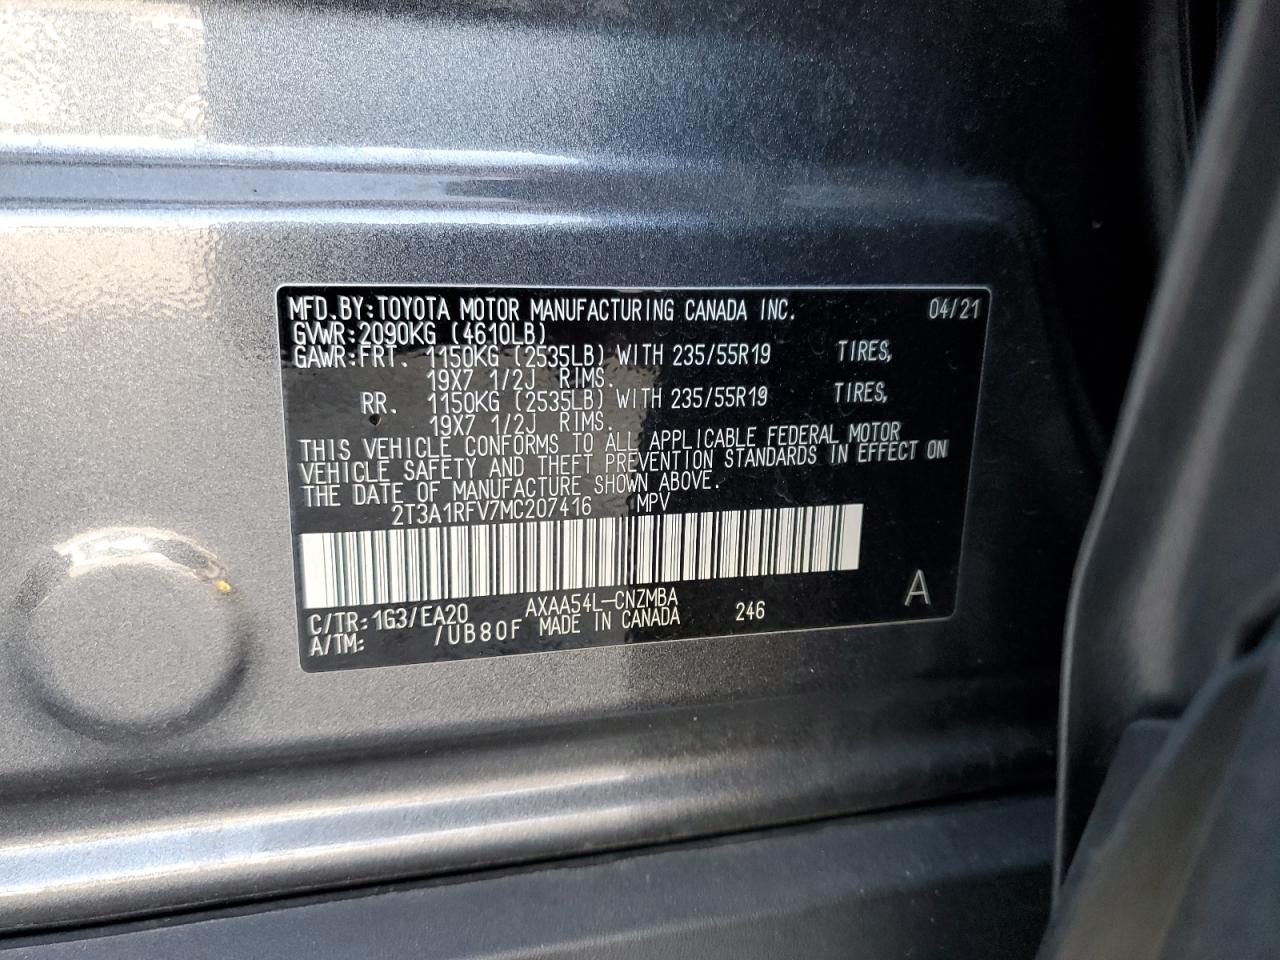 MFD.BY:TOYOTA MOTOR MANUFACTURING CANADA INC. 04/21
GVWR:2090KG (4610LB)
GAWR:FRT. 1150KG (2535LB) WITH 235/55R19 TIRES,
19X7 1/2J RIMS.
RR. 1150KG (2535LB) WITH 235/55R19 TIRES,
19X7 1/2J RIMS.
THIS VEHICLE CONFORMS TO ALL APPLICABLE FEDERAL MOTOR
VEHICLE SAFETY AND THEFT PREVENTION STANDARDS IN EFFECT ON
THE DATE OF MANUFACTURE SHOWN ABOVE.
2T3A1RFV7MC207416 MPV
C/TR:1G3/EA20 AXAA54L-CNZMBA 246 A
A/TM: /UB80F MADE IN CANADA